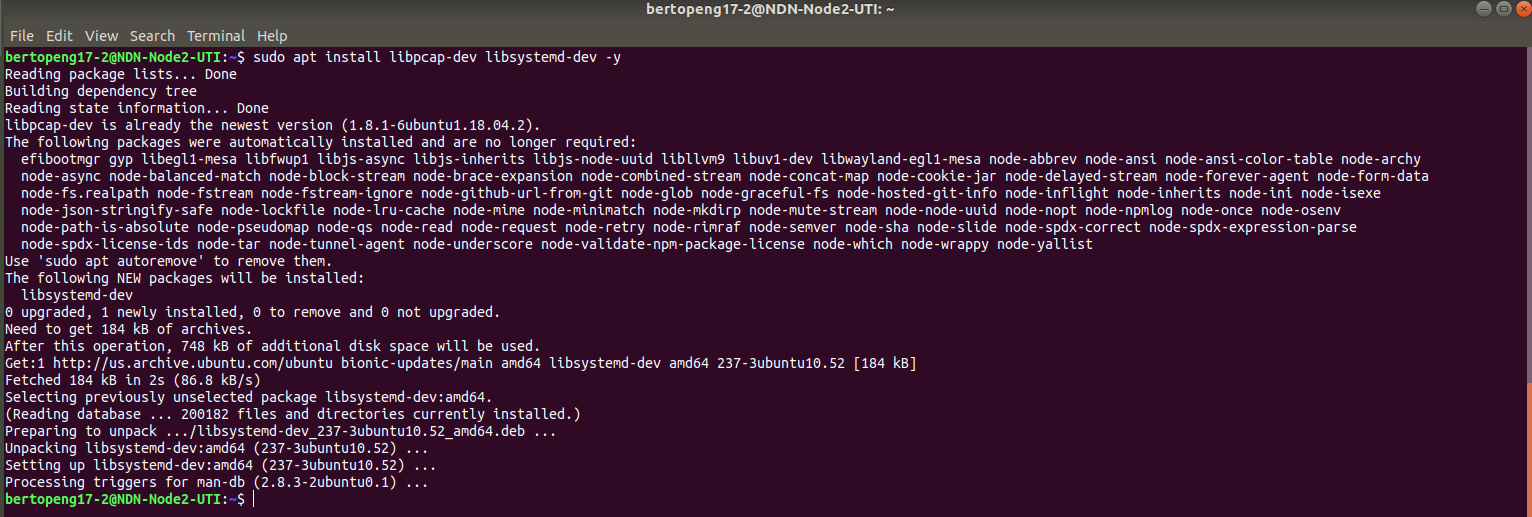 bertopeng17-2@NDN-Node2-UTI: ~
File Edit View Search Terminal Help
bertopeng17-2@NDN-Node2-UTI:~$ sudo apt install libpcap-dev libsystemd-dev -y
Reading package lists... Done
Building dependency tree
Reading state information... Done
libpcap-dev is already the newest version (1.8.1-6ubuntu1.18.04.2).
The following packages were automatically installed and are no longer required:
  efibootmgr gyp libegl1-mesa libfwup1 libjs-async libjs-inherits libjs-node-uuid libllvm9 libuv1-dev libwayland-egl1-mesa node-abbrev node-ansi node-ansi-color-table node-archy
  node-async node-balanced-match node-block-stream node-brace-expansion node-combined-stream node-concat-map node-cookie-jar node-delayed-stream node-forever-agent node-form-data
  node-fs.realpath node-fstream node-fstream-ignore node-github-url-from-git node-glob node-graceful-fs node-hosted-git-info node-inflight node-inherits node-ini node-isexe
  node-json-stringify-safe node-lockfile node-lru-cache node-mime node-minimatch node-mkdirp node-mute-stream node-node-uuid node-nopt node-npmlog node-once node-osenv
  node-path-is-absolute node-pseudomap node-qs node-read node-request node-retry node-rimraf node-semver node-sha node-slide node-spdx-correct node-spdx-expression-parse
  node-spdx-license-ids node-tar node-tunnel-agent node-underscore node-validate-npm-package-license node-which node-wrappy node-yallist
Use 'sudo apt autoremove' to remove them.
The following NEW packages will be installed:
  libsystemd-dev
0 upgraded, 1 newly installed, 0 to remove and 0 not upgraded.
Need to get 184 kB of archives.
After this operation, 748 kB of additional disk space will be used.
Get:1 http://us.archive.ubuntu.com/ubuntu bionic-updates/main amd64 libsystemd-dev amd64 237-3ubuntu10.52 [184 kB]
Fetched 184 kB in 2s (86.8 kB/s)
Selecting previously unselected package libsystemd-dev:amd64.
(Reading database ... 200182 files and directories currently installed.)
Preparing to unpack .../libsystemd-dev_237-3ubuntu10.52_amd64.deb ...
Unpacking libsystemd-dev:amd64 (237-3ubuntu10.52) ...
Setting up libsystemd-dev:amd64 (237-3ubuntu10.52) ...
Processing triggers for man-db (2.8.3-2ubuntu0.1) ...
bertopeng17-2@NDN-Node2-UTI:~$